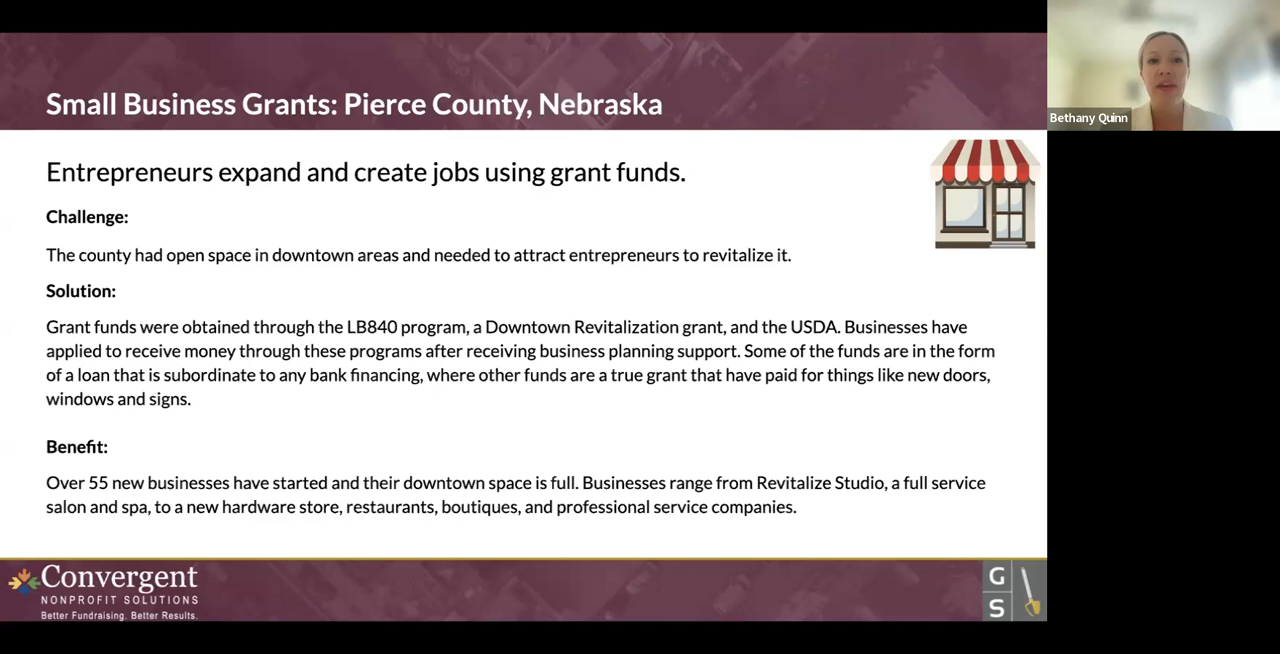 Small Business Grants: Pierce County, Nebraska
Bethany Quinn
Entrepreneurs expand and create jobs using grant funds.
Challenge:
The county had open space in downtown areas and needed to attract entrepreneurs to revitalize it.
Solution:
Grant funds were obtained through the LB840 program, a Downtown Revitalization grant, and the USDA. Businesses have
applied to receive money through these programs after receiving business planning support. Some of the funds are in the form
of a loan that is subordinate to any bank financing, where other funds are a true grant that have paid for things like new doors,
windows and signs.
Benefit:
Over 55 new businesses have started and their downtown space is full. Businesses range from Revitalize Studio, a full service
salon and spa, to a new hardware store, restaurants, boutiques, and professional service companies.
Convergent
NONPROFIT SOLUTIONS
Better Fundraising. Better Results.
G
S